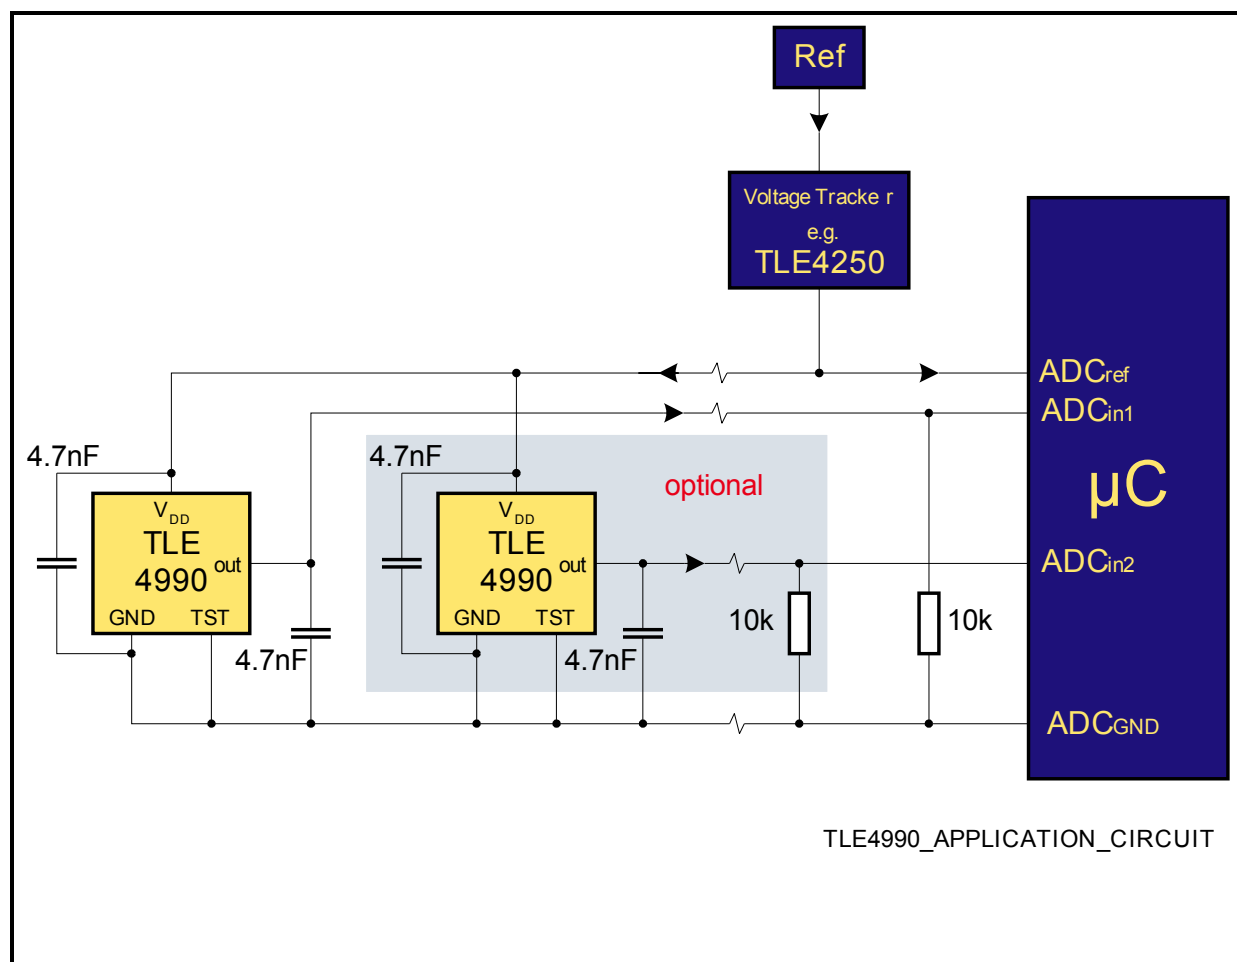 Ref
Voltage Tracke r
e.g.
TLE4250
ADCref
ADCin1
µC
ADCin2
ADCGND
4.7nF
VDD
TLE
4990
out
GND
TST
4.7nF
4.7nF
optional
VDD
TLE
4990
out
GND
TST
4.7nF
10k
10k
TLE4990_APPLICATION_CIRCUIT